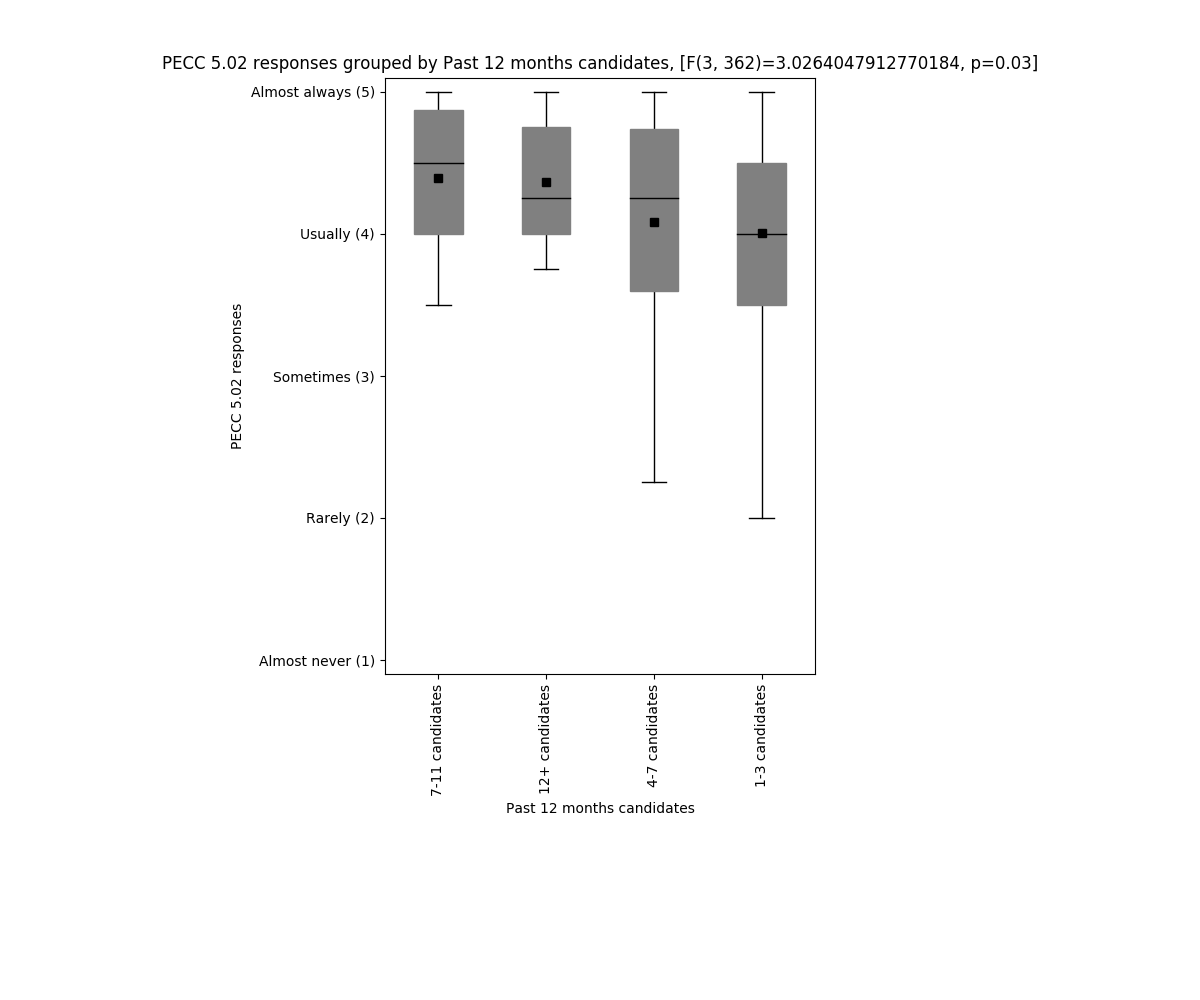 PECC 5.02 responses grouped by Past 12 months candidates, [F(3, 362)=3.0264047912770184, p=0.03]
Almost always (5)
Usually (4)
Sometimes (3)
Rarely (2)
Almost never (1)
PECC 5.02 responses
7-11 candidates
12+ candidates
4-7 candidates
1-3 candidates
Past 12 months candidates